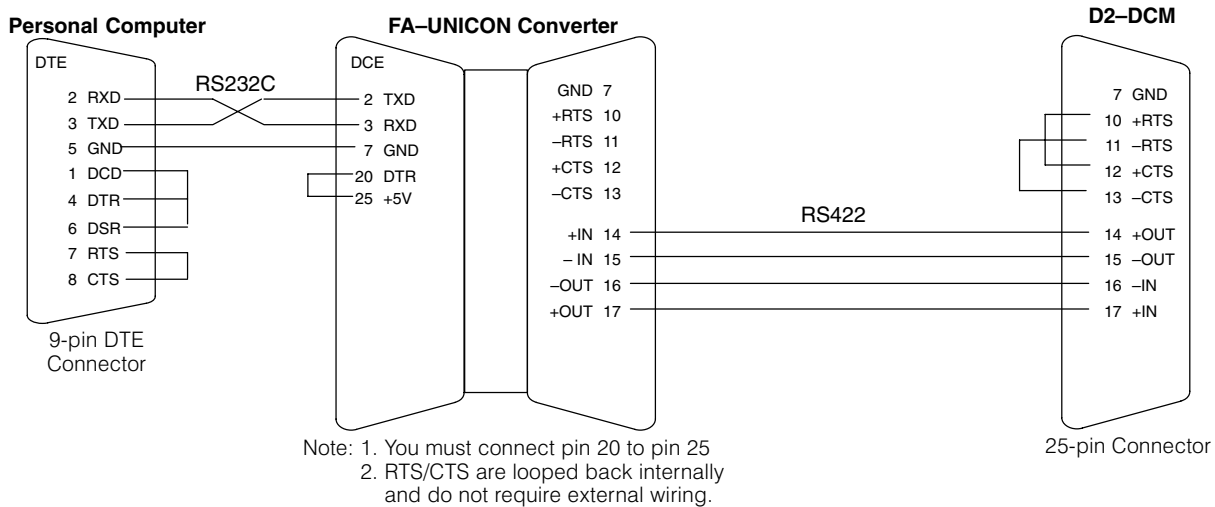 Personal Computer
FA–UNICON Converter
D2–DCM
DTE
2 RXD
3 TXD
5 GND
1 DCD
4 DTR
6 DSR
7 RTS
8 CTS
9-pin DTE
Connector
RS232C
DCE
2 TXD
3 RXD
7 GND
20 DTR
25 +5V
GND 7
+RTS 10
–RTS 11
+CTS 12
–CTS 13
+IN 14
– IN 15
–OUT 16
+OUT 17
RS422
7 GND
10 +RTS
11 –RTS
12 +CTS
13 –CTS
14 +OUT
15 –OUT
16 –IN
17 +IN
25-pin Connector
Note: 1. You must connect pin 20 to pin 25
2. RTS/CTS are looped back internally
and do not require external wiring.